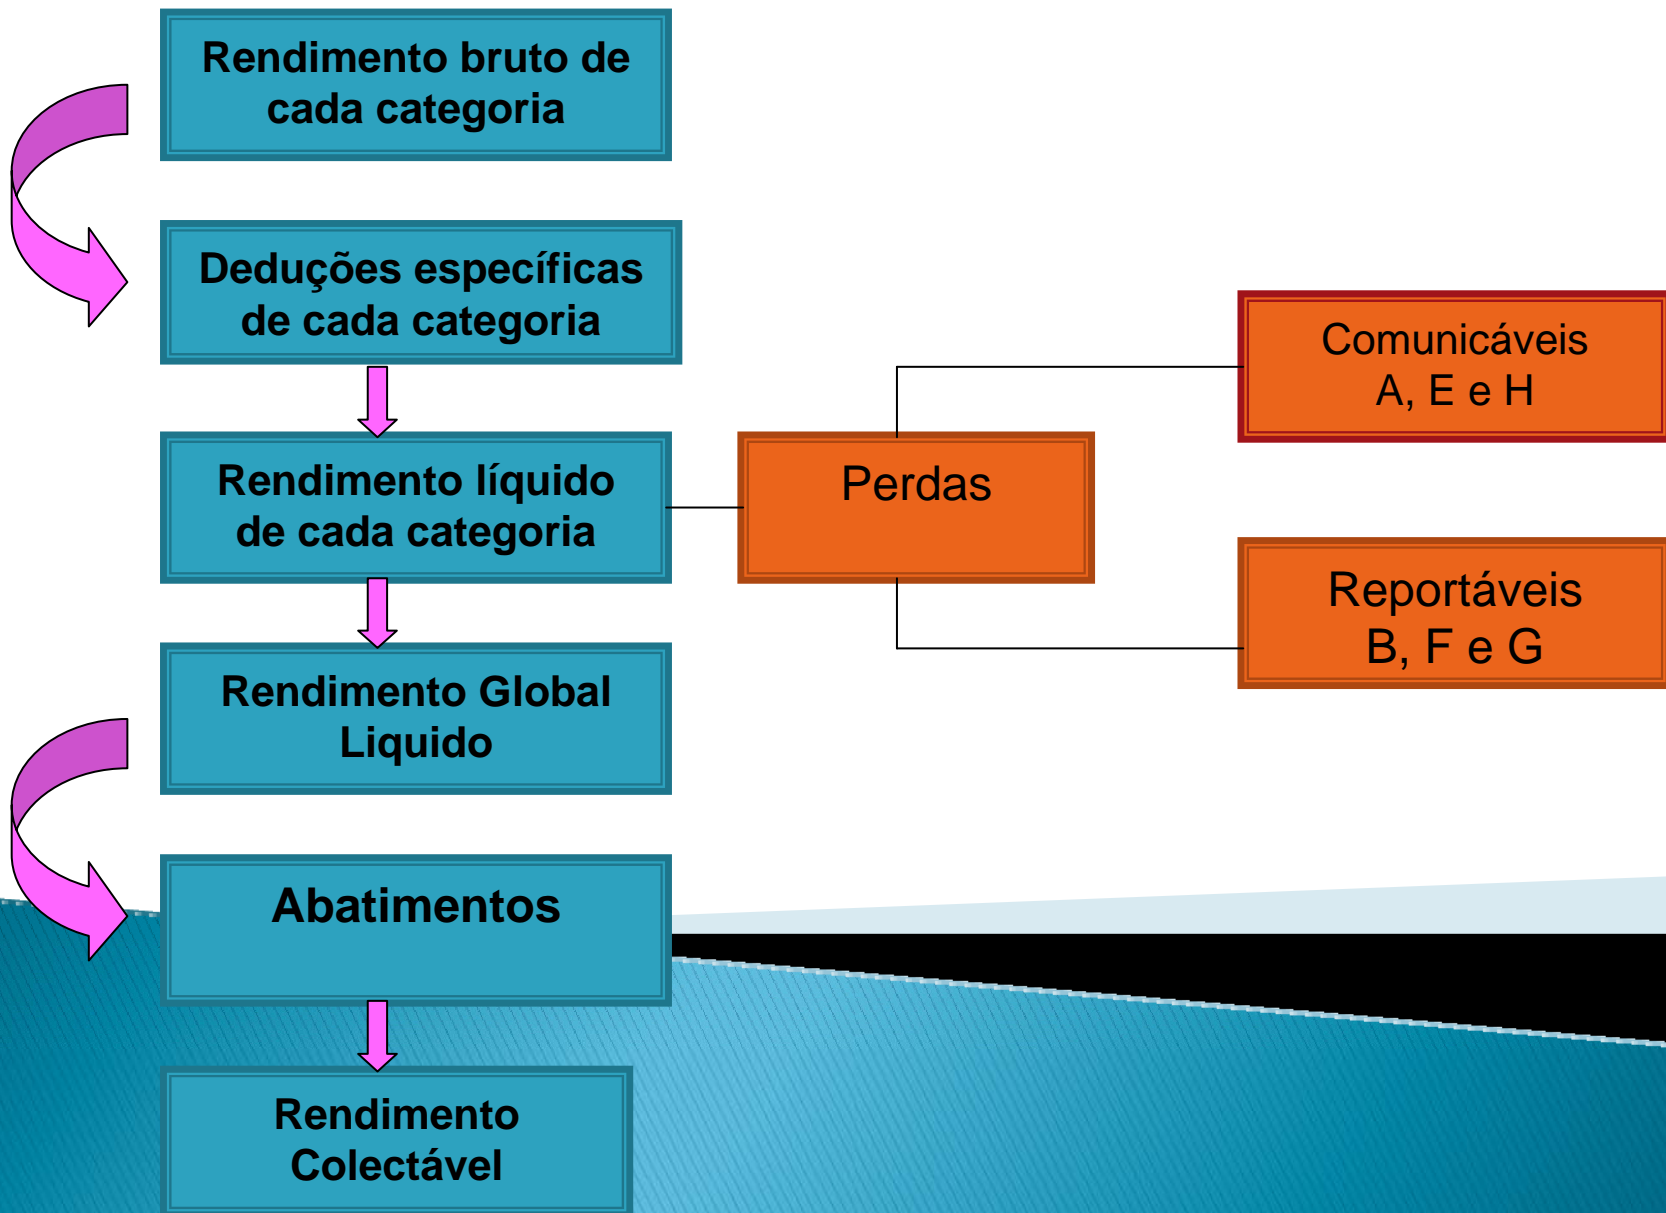 Rendimento bruto de
cada categoria
Deduções específicas
de cada categoria
Rendimento líquido
de cada categoria
Perdas
Comunicáveis
A, E e H
Reportáveis
B, F e G
Rendimento Global
Liquido
Abatimentos
Rendimento
Colectável